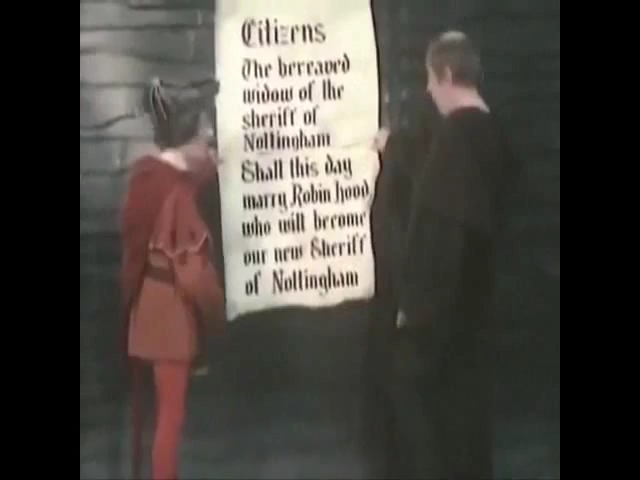 Citizens
The bereaved
widow of the
sheriff of
Nottingham
Shall this day
marry Robin hood
who will become
our new Sheriff
of Nottingham